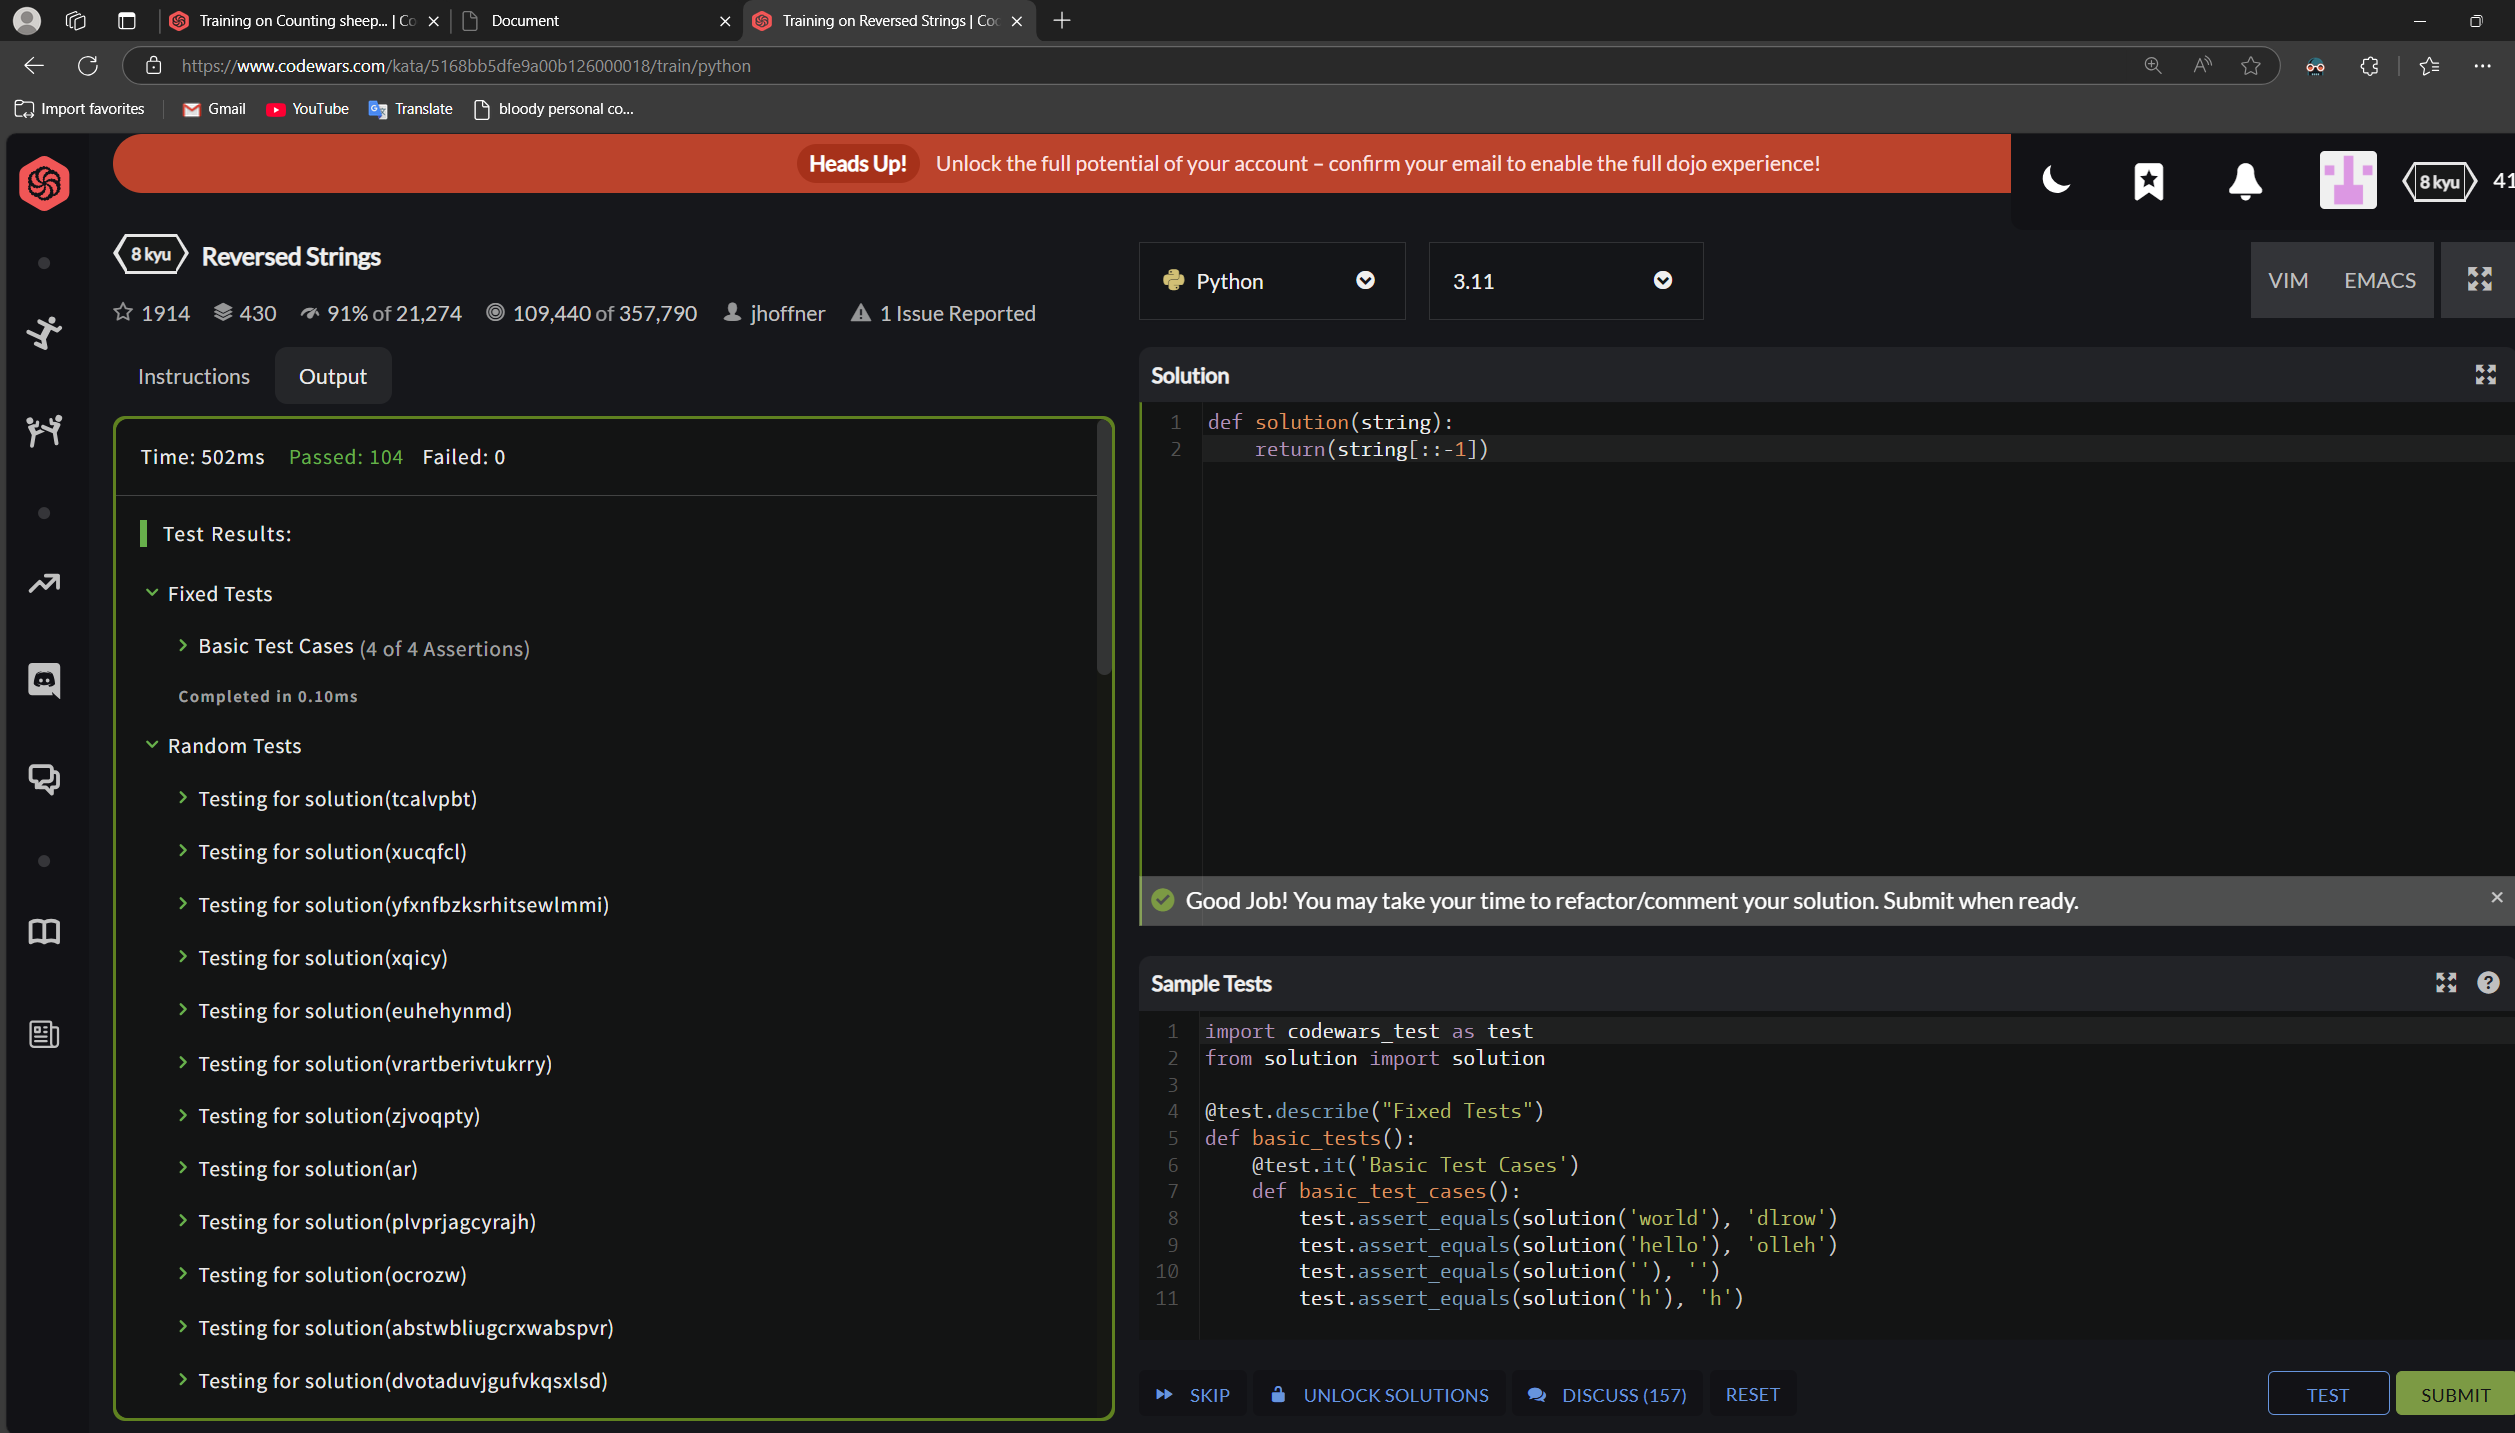 Training on Counting sheep... | Co
Document
Training on Reversed Strings | Co
https://www.codewars.com/kata/5168bb5dfe9a00b126000018/train/python
Import favorites
Gmail
YouTube
Translate
bloody personal co...
Heads Up! Unlock the full potential of your account – confirm your email to enable the full dojo experience!
8 kyu
41
8 kyu Reversed Strings
1914 430 91% of 21,274 109,440 of 357,790 jhoffner 1 Issue Reported
Python
3.11
VIM EMACS
Instructions
Output
Time: 502ms Passed: 104 Failed: 0
Test Results:
Fixed Tests
Basic Test Cases (4 of 4 Assertions)
Completed in 0.10ms
Random Tests
Testing for solution(tcalvpbt)
Testing for solution(xucqfcl)
Testing for solution(yfxnfbzksrhitsewlmmi)
Testing for solution(xqicy)
Testing for solution(euhehynmd)
Testing for solution(vrartberivtukrry)
Testing for solution(zjvoqpty)
Testing for solution(ar)
Testing for solution(plvprjagcyrajh)
Testing for solution(ocrozw)
Testing for solution(abstwbliugcrxwabspvr)
Testing for solution(dvotaduvjgufvkqsxlsd)
Solution
1 def solution(string):
2     return(string[::-1])
Good Job! You may take your time to refactor/comment your solution. Submit when ready.
Sample Tests
1 import codewars_test as test
2 from solution import solution
3
4 @test.describe("Fixed Tests")
5 def basic_tests():
6     @test.it('Basic Test Cases')
7     def basic_test_cases():
8         test.assert_equals(solution('world'), 'dlrow')
9         test.assert_equals(solution('hello'), 'olleh')
10         test.assert_equals(solution(''), '')
11         test.assert_equals(solution('h'), 'h')
SKIP
UNLOCK SOLUTIONS
DISCUSS (157)
RESET
TEST
SUBMIT